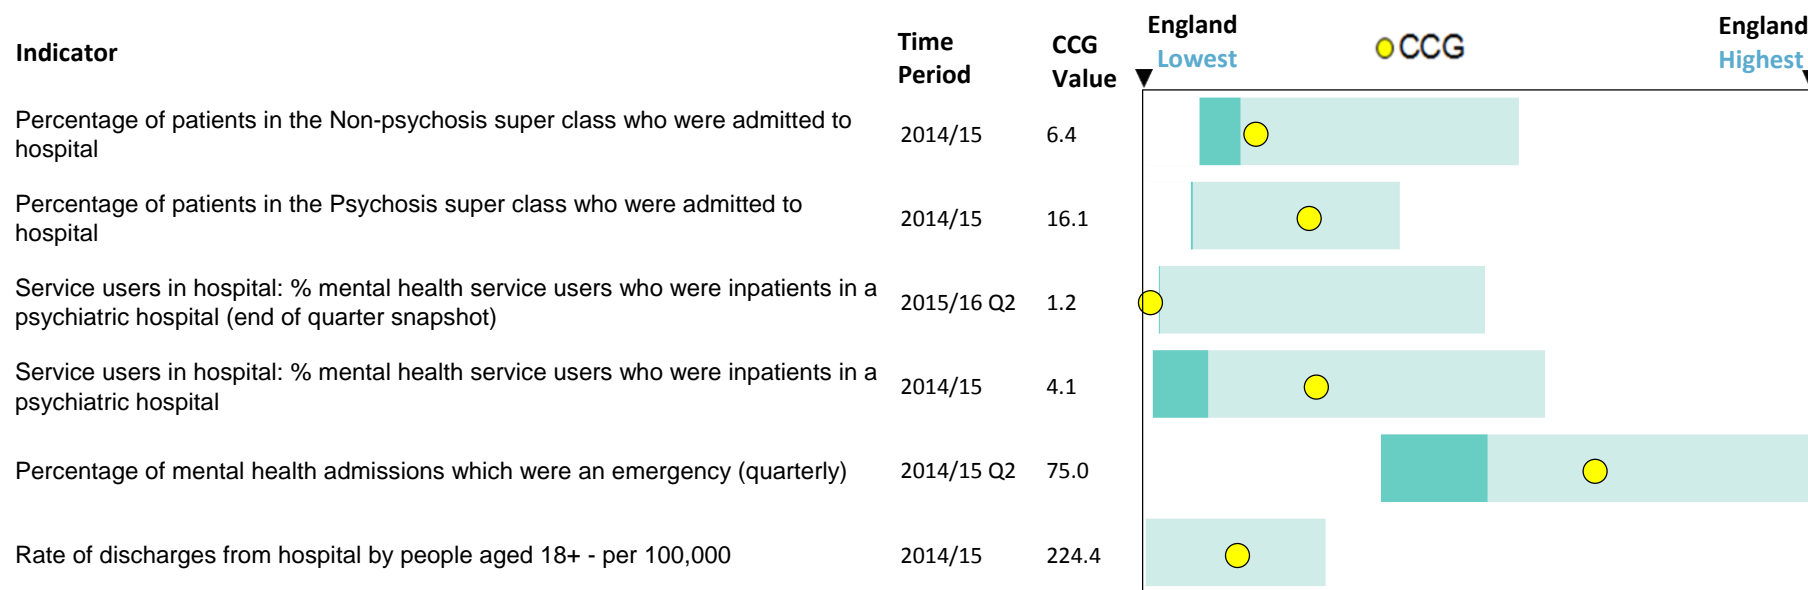 Indicator
Time
Period
CCG
Value
England
Lowest
CCG
England
Highest
Percentage of patients in the Non-psychosis super class who were admitted to
hospital
2014/15
6.4
Percentage of patients in the Psychosis super class who were admitted to
hospital
2014/15
16.1
Service users in hospital: % mental health service users who were inpatients in a
psychiatric hospital (end of quarter snapshot)
2015/16 Q2
1.2
Service users in hospital: % mental health service users who were inpatients in a
psychiatric hospital
2014/15
4.1
Percentage of mental health admissions which were an emergency (quarterly)
2014/15 Q2
75.0
Rate of discharges from hospital by people aged 18+ - per 100,000
2014/15
224.4